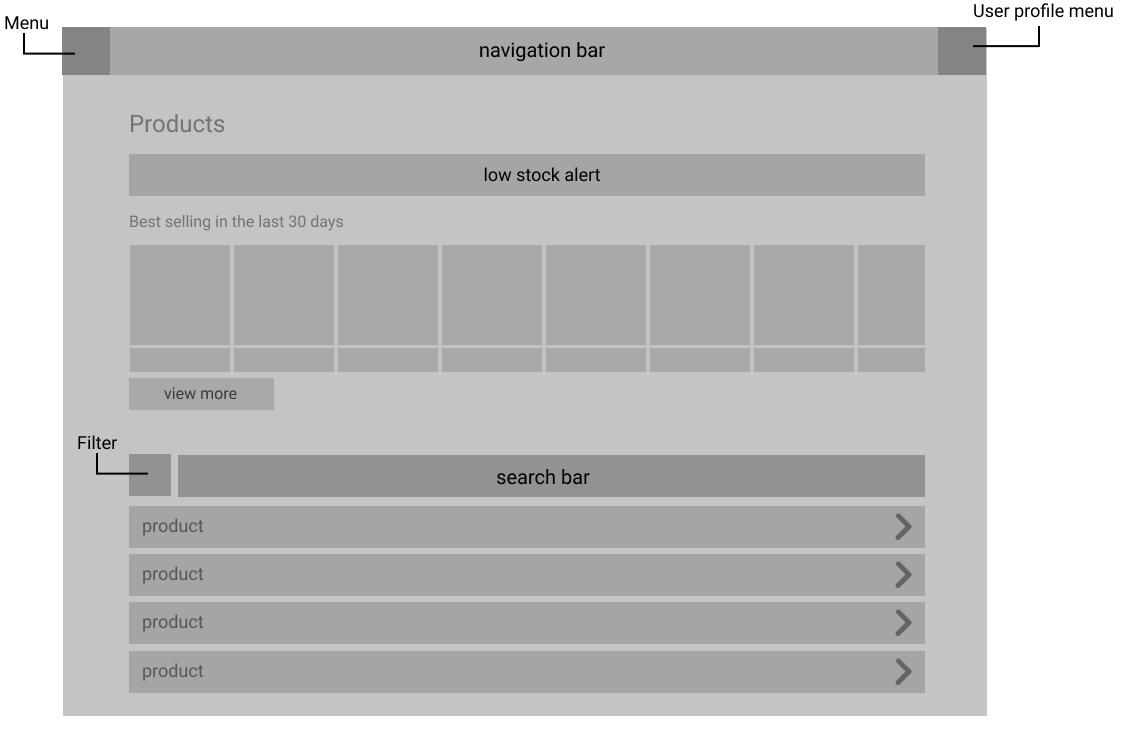 User profile menu
Menu
navigation bar
Products
low stock alert
Best selling in the last 30 days
view more
Filter
search bar
product
product
product
product